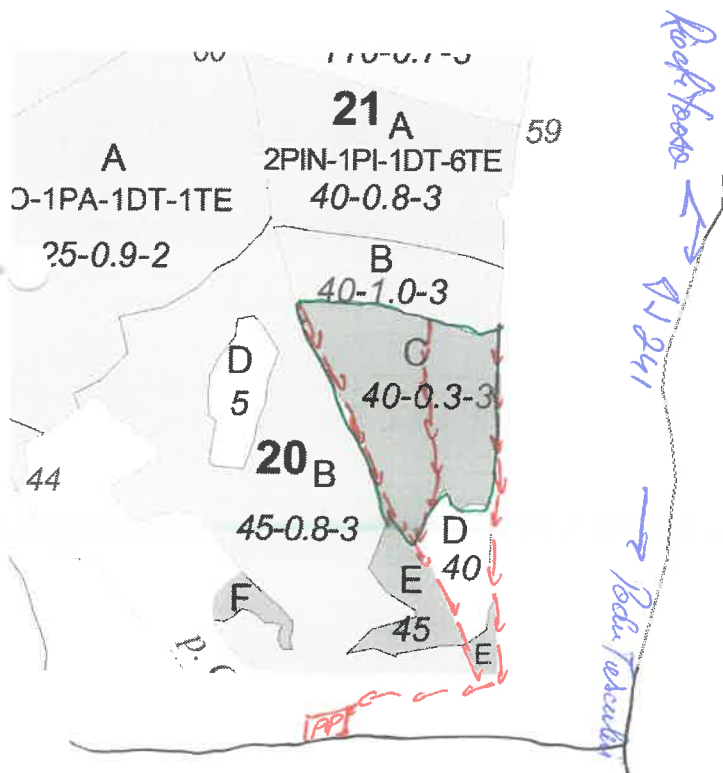 21 A
59
A
2PIN-1PI-1DT-6TE
O-1PA-1DT-1TE
40-0.8-3
25-0.9-2
B
40-1.0-3
C
D
5
40-0.3-3
20 B
44
45-0.8-3
D
40
E
45
F
E
PP